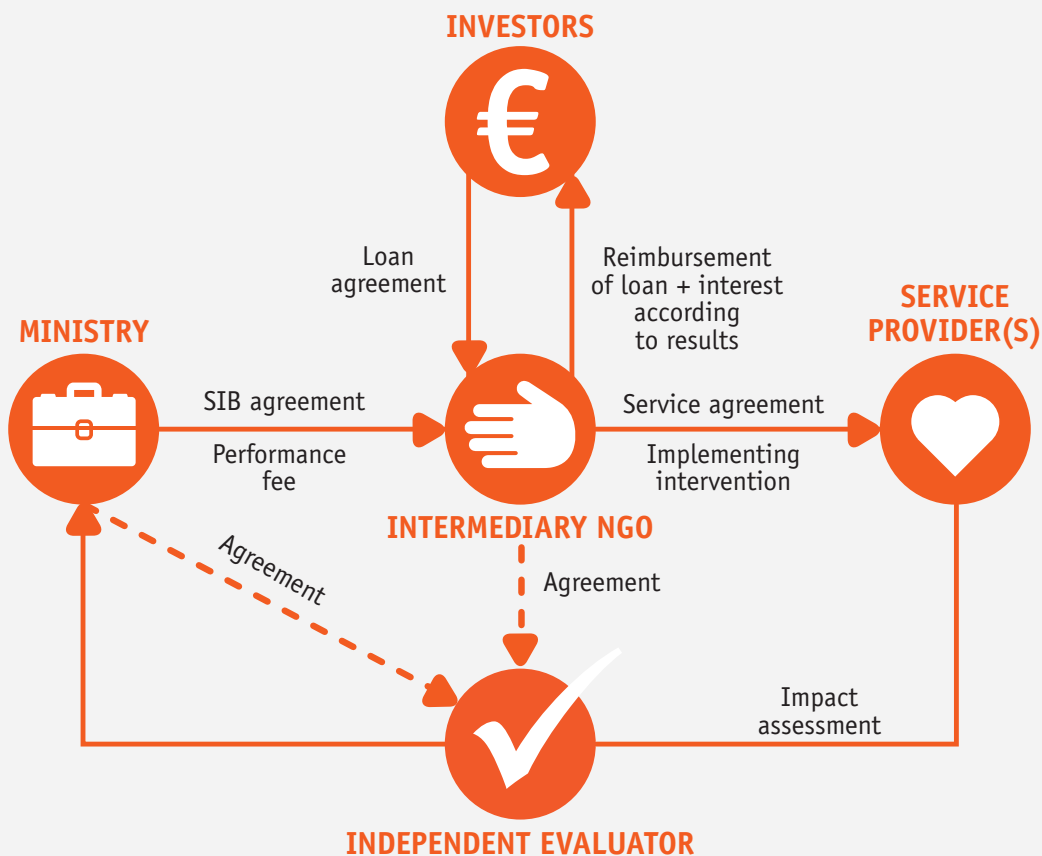 INVESTORS
€
Loan
agreement
Reimbursement
of loan + interest
according
to results
SERVICE
PROVIDER(S)
MINISTRY
SIB agreement
Performance
fee
Service agreement
Implementing
intervention
INTERMEDIARY NGO
Agreement
Agreement
Impact
assessment
INDEPENDENT EVALUATOR